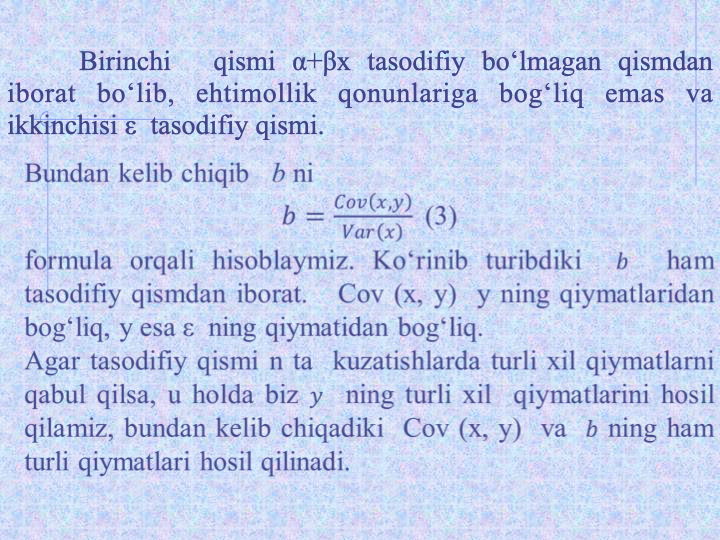 Birinchi qismi α+βx tasodifiy bo‘lmagan qismdan
iborat bo‘lib, ehtimollik qonunlariga bog‘liq emas va
ikkinchisi ε tasodifiy qismi.
Bundan kelib chiqib b ni
b = Cov(x,y)/Var(x) (3)
formula orqali hisoblaymiz. Ko‘rinib turibdiki b ham
tasodifiy qismdan iborat. Cov (x, y) y ning qiymatlaridan
bog‘liq, y esa ε ning qiymatidan bog‘liq.
Agar tasodifiy qismi n ta kuzatishlarda turli xil qiymatlarni
qabul qilsa, u holda biz y ning turli xil qiymatlarini hosil
qilamiz, bundan kelib chiqadiki Cov (x, y) va b ning ham
turli qiymatlari hosil qilinadi.